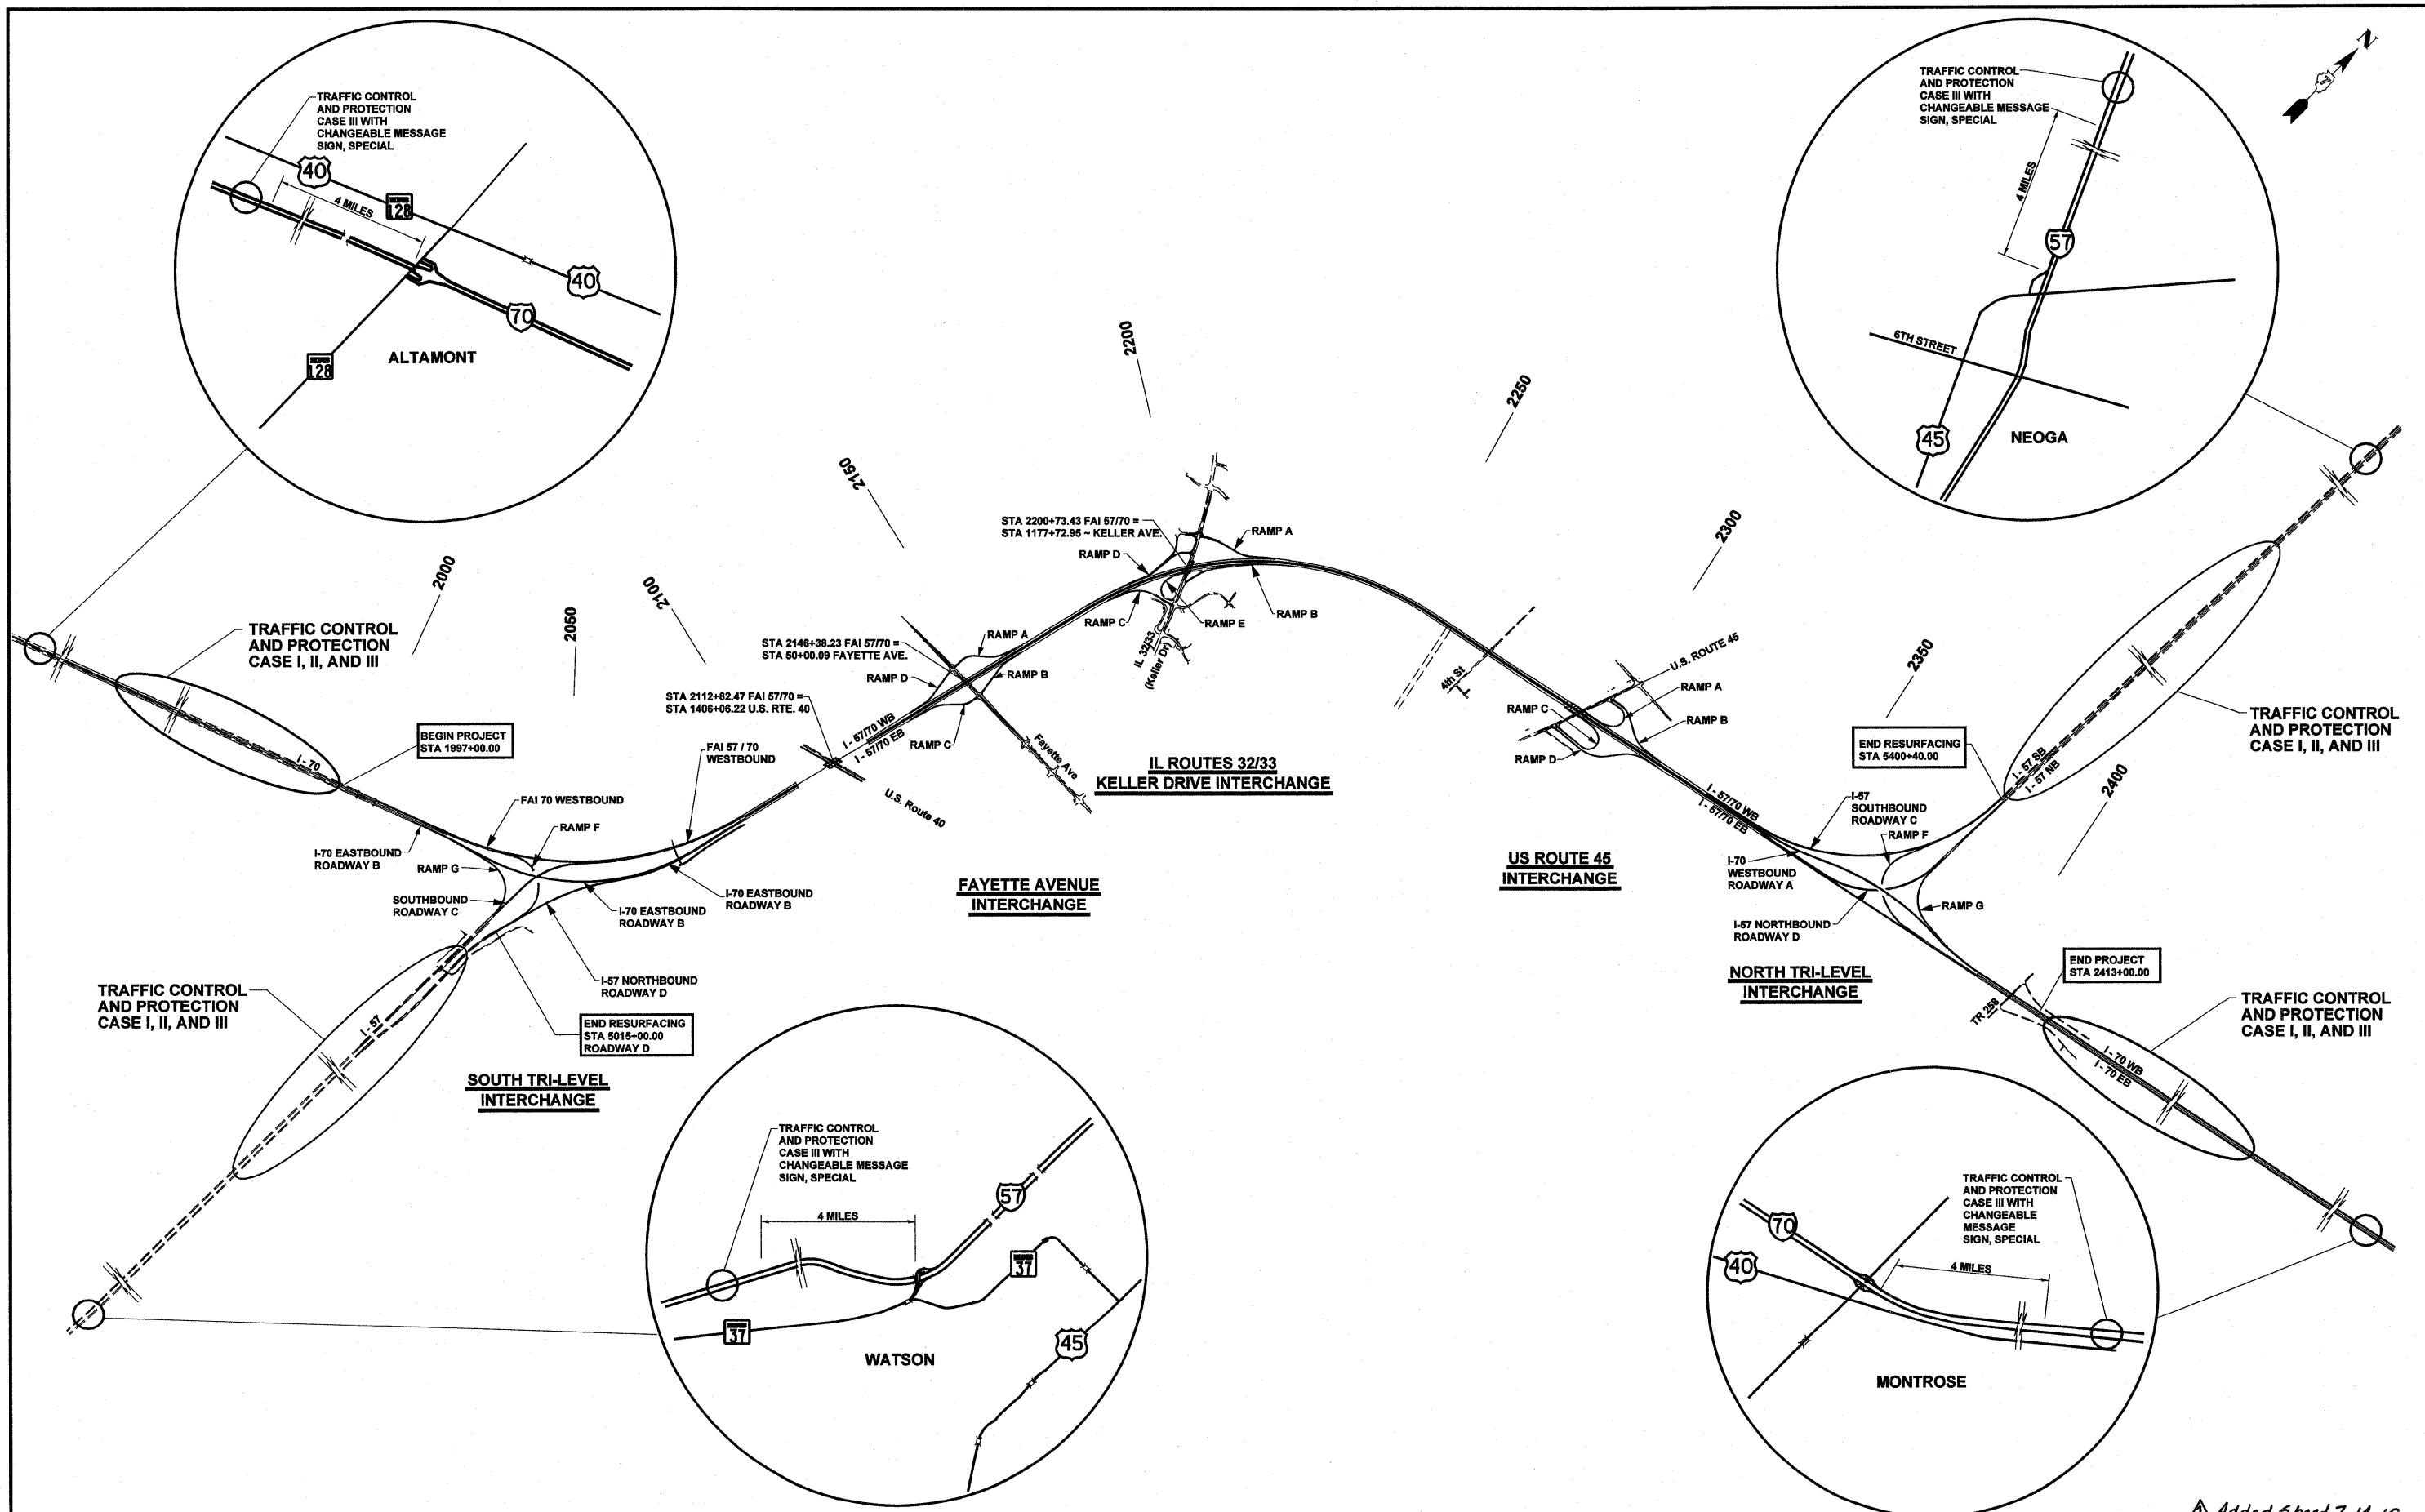 TRAFFIC CONTROL
AND PROTECTION
CASE III WITH
CHANGEABLE MESSAGE
SIGN, SPECIAL
40
128
4 MILES
40
70
128
ALTAMONT
TRAFFIC CONTROL
AND PROTECTION
CASE III WITH
CHANGEABLE MESSAGE
SIGN, SPECIAL
4 MILES
57
6TH STREET
45
NEOGA
N
2000
2050
2100
2150
2200
2250
2300
2350
2400
TRAFFIC CONTROL
AND PROTECTION
CASE I, II, AND III
BEGIN PROJECT
STA 1997+00.00
I - 70
I-70 EASTBOUND
ROADWAY B
FAI 70 WESTBOUND
RAMP F
RAMP G
SOUTHBOUND
ROADWAY C
FAI 57 / 70
WESTBOUND
I-70 EASTBOUND
ROADWAY B
I-70 EASTBOUND
ROADWAY B
I-57 NORTHBOUND
ROADWAY D
END RESURFACING
STA 5015+00.00
ROADWAY D
TRAFFIC CONTROL
AND PROTECTION
CASE I, II, AND III
I - 57
SOUTH TRI-LEVEL
INTERCHANGE
STA 2112+82.47 FAI 57/70 =
STA 1406+06.22 U.S. RTE. 40
U.S. Route 40
I - 57/70 WB
I - 57/70 EB
STA 2146+38.23 FAI 57/70 =
STA 50+00.09 FAYETTE AVE.
RAMP A
RAMP B
RAMP D
RAMP C
Fayette Ave
FAYETTE AVENUE
INTERCHANGE
STA 2200+73.43 FAI 57/70 =
STA 1177+72.95 ~ KELLER AVE.
RAMP A
RAMP D
RAMP B
RAMP C
RAMP E
IL 32/33
(Keller Dr)
IL ROUTES 32/33
KELLER DRIVE INTERCHANGE
4th St
U.S. ROUTE 45
RAMP A
RAMP C
RAMP B
RAMP D
US ROUTE 45
INTERCHANGE
I - 57/70 WB
I - 57/70 EB
END RESURFACING
STA 5400+40.00
I - 57 SB
I - 57 NB
I-57
SOUTHBOUND
ROADWAY C
RAMP F
I-70
WESTBOUND
ROADWAY A
RAMP G
I-57 NORTHBOUND
ROADWAY D
NORTH TRI-LEVEL
INTERCHANGE
TRAFFIC CONTROL
AND PROTECTION
CASE I, II, AND III
END PROJECT
STA 2413+00.00
TR 258
I - 70 WB
I - 70 EB
TRAFFIC CONTROL
AND PROTECTION
CASE I, II, AND III
TRAFFIC CONTROL
AND PROTECTION
CASE III WITH
CHANGEABLE MESSAGE
SIGN, SPECIAL
4 MILES
57
37
37
45
WATSON
TRAFFIC CONTROL
AND PROTECTION
CASE III WITH
CHANGEABLE
MESSAGE
SIGN, SPECIAL
70
40
4 MILES
MONTROSE
Added Sheet